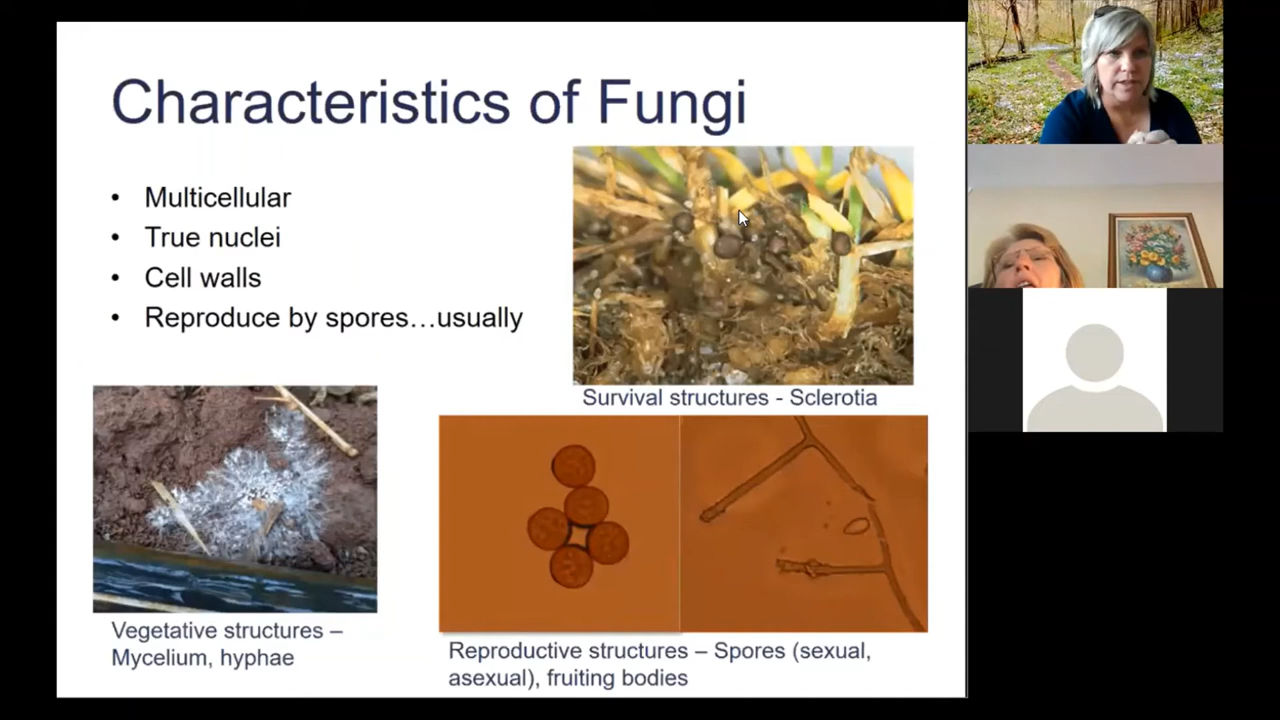 Characteristics of Fungi
• Multicellular
• True nuclei
• Cell walls
• Reproduce by spores…usually
Survival structures - Sclerotia
Vegetative structures –
Mycelium, hyphae
Reproductive structures – Spores (sexual,
asexual), fruiting bodies